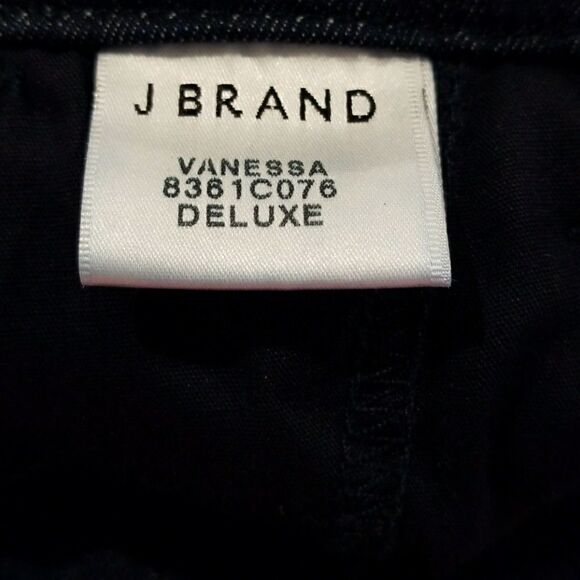 J BRAND
VANESSA
8361C076
DELUXE